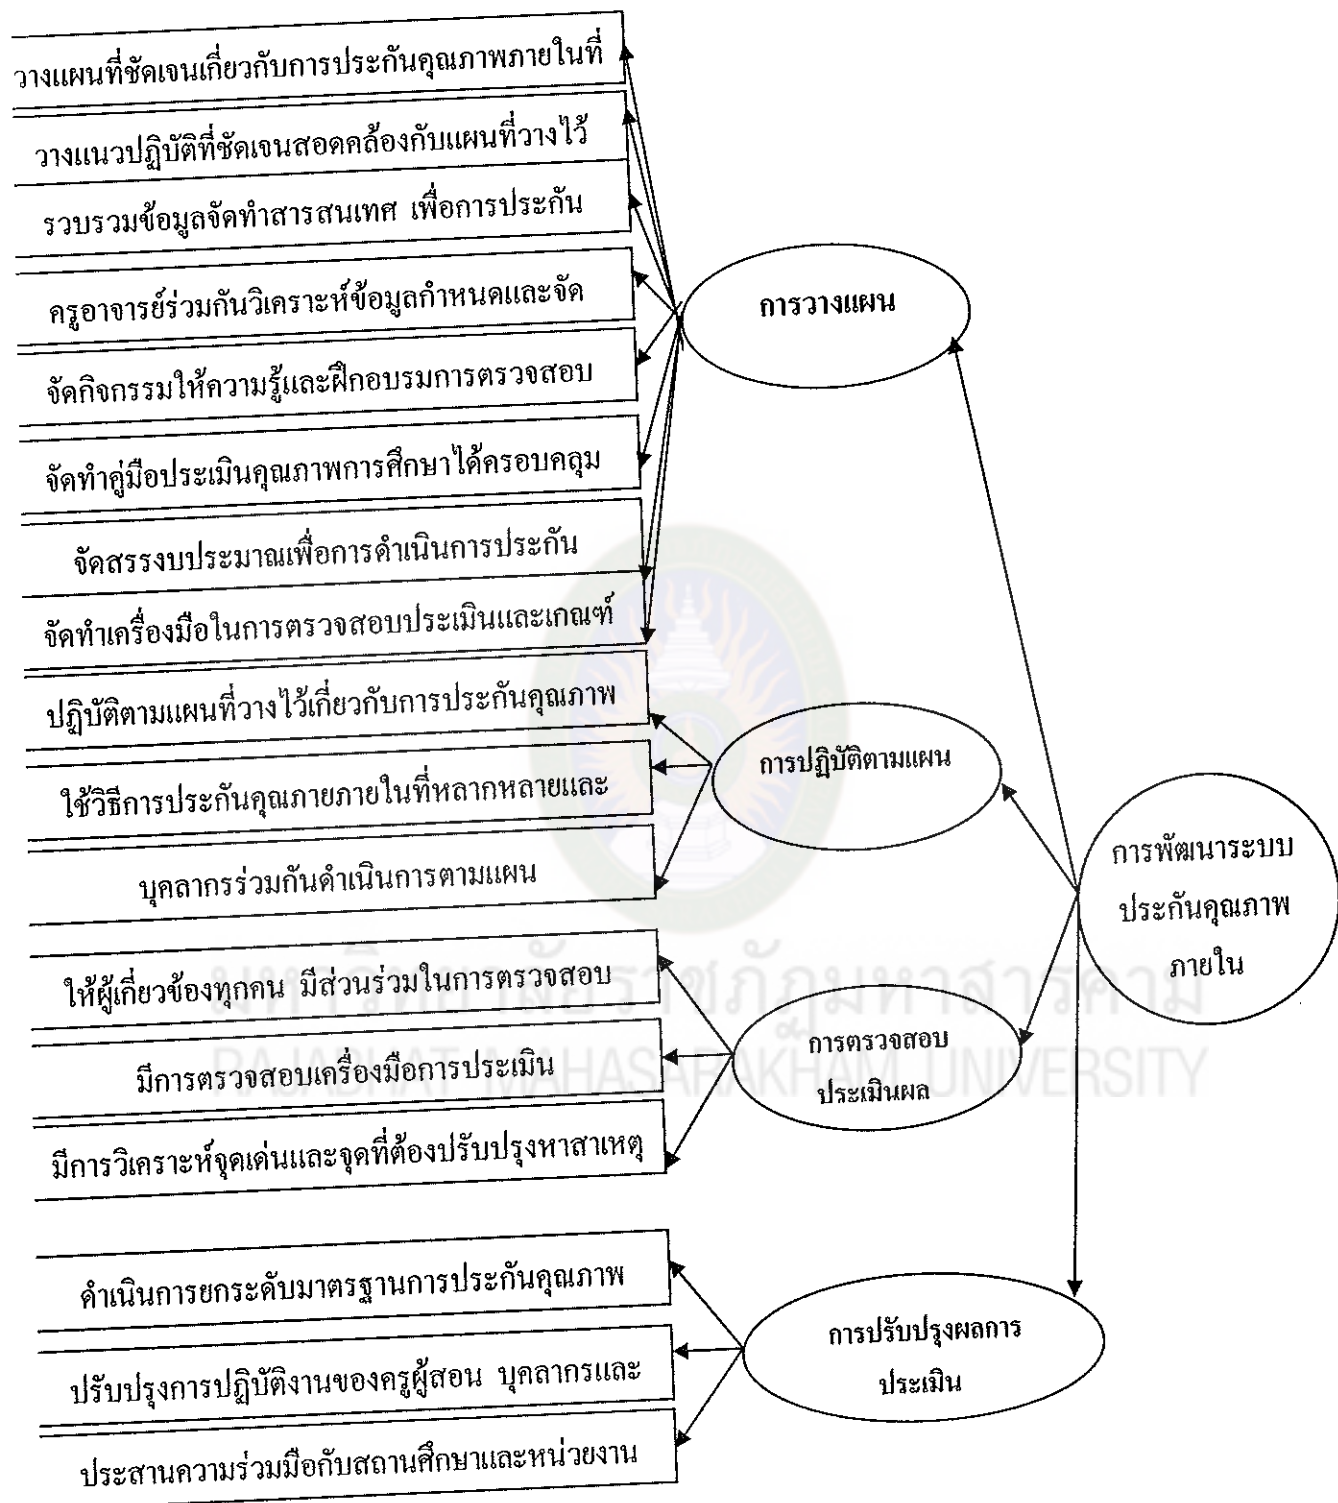 วางแผนที่ชัดเจนเกี่ยวกับการประกันคุณภาพภายในที่
วางแนวปฏิบัติที่ชัดเจนสอดคล้องกับแผนที่วางไว้
รวบรวมข้อมูลจัดทำสารสนเทศ เพื่อการประกัน
ครูอาจารย์ร่วมกันวิเคราะห์ข้อมูลกำหนดและจัด
จัดกิจกรรมให้ความรู้และฝึกอบรมการตรวจสอบ
จัดทำคู่มือประเมินคุณภาพการศึกษาได้ครอบคลุม
จัดสรรงบประมาณเพื่อการดำเนินการประกัน
จัดทำเครื่องมือในการตรวจสอบประเมินและเกณฑ์
ปฏิบัติตามแผนที่วางไว้เกี่ยวกับการประกันคุณภาพ
ใช้วิธีการประกันคุณภายภายในที่หลากหลายและ
บุคลากรร่วมกันดำเนินการตามแผน
ให้ผู้เกี่ยวข้องทุกคน มีส่วนร่วมในการตรวจสอบ
มีการตรวจสอบเครื่องมือการประเมิน
มีการวิเคราะห์จุดเด่นและจุดที่ต้องปรับปรุงหาสาเหตุ
ดำเนินการยกระดับมาตรฐานการประกันคุณภาพ
ปรับปรุงการปฏิบัติงานของครูผู้สอน บุคลากรและ
ประสานความร่วมมือกับสถานศึกษาและหน่วยงาน
การวางแผน
การปฏิบัติตามแผน
การตรวจสอบ
ประเมินผล
การปรับปรุงผลการ
ประเมิน
การพัฒนาระบบ
ประกันคุณภาพ
ภายใน
มหาวิทยาลัยราชภัฏมหาสารคาม
RAJABHAT MAHASARAKHAM UNIVERSITY